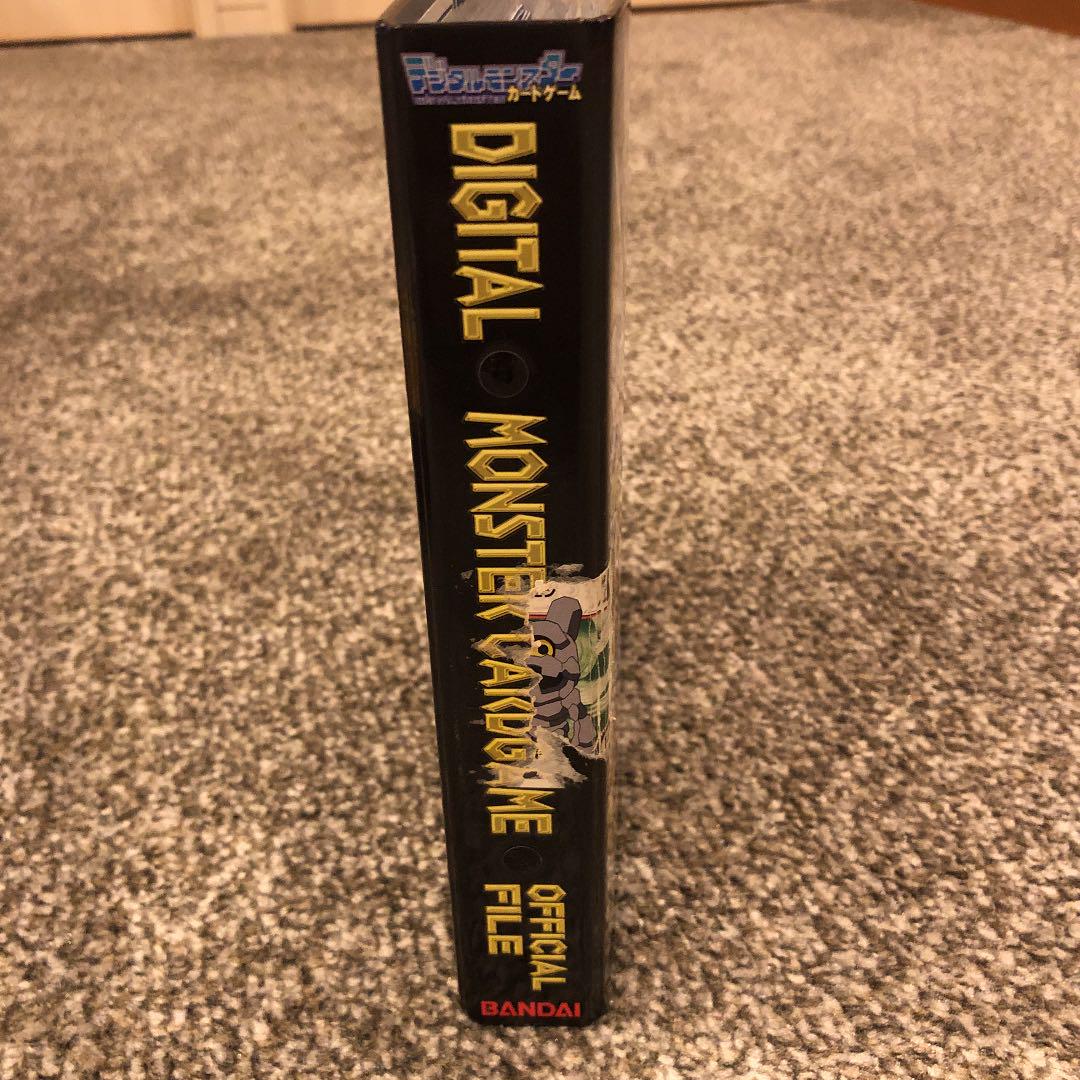 デジタルモンスター
カードゲーム
DIGITAL
MONSTER CARDGAME
OFFICIAL
FILE
BANDAI